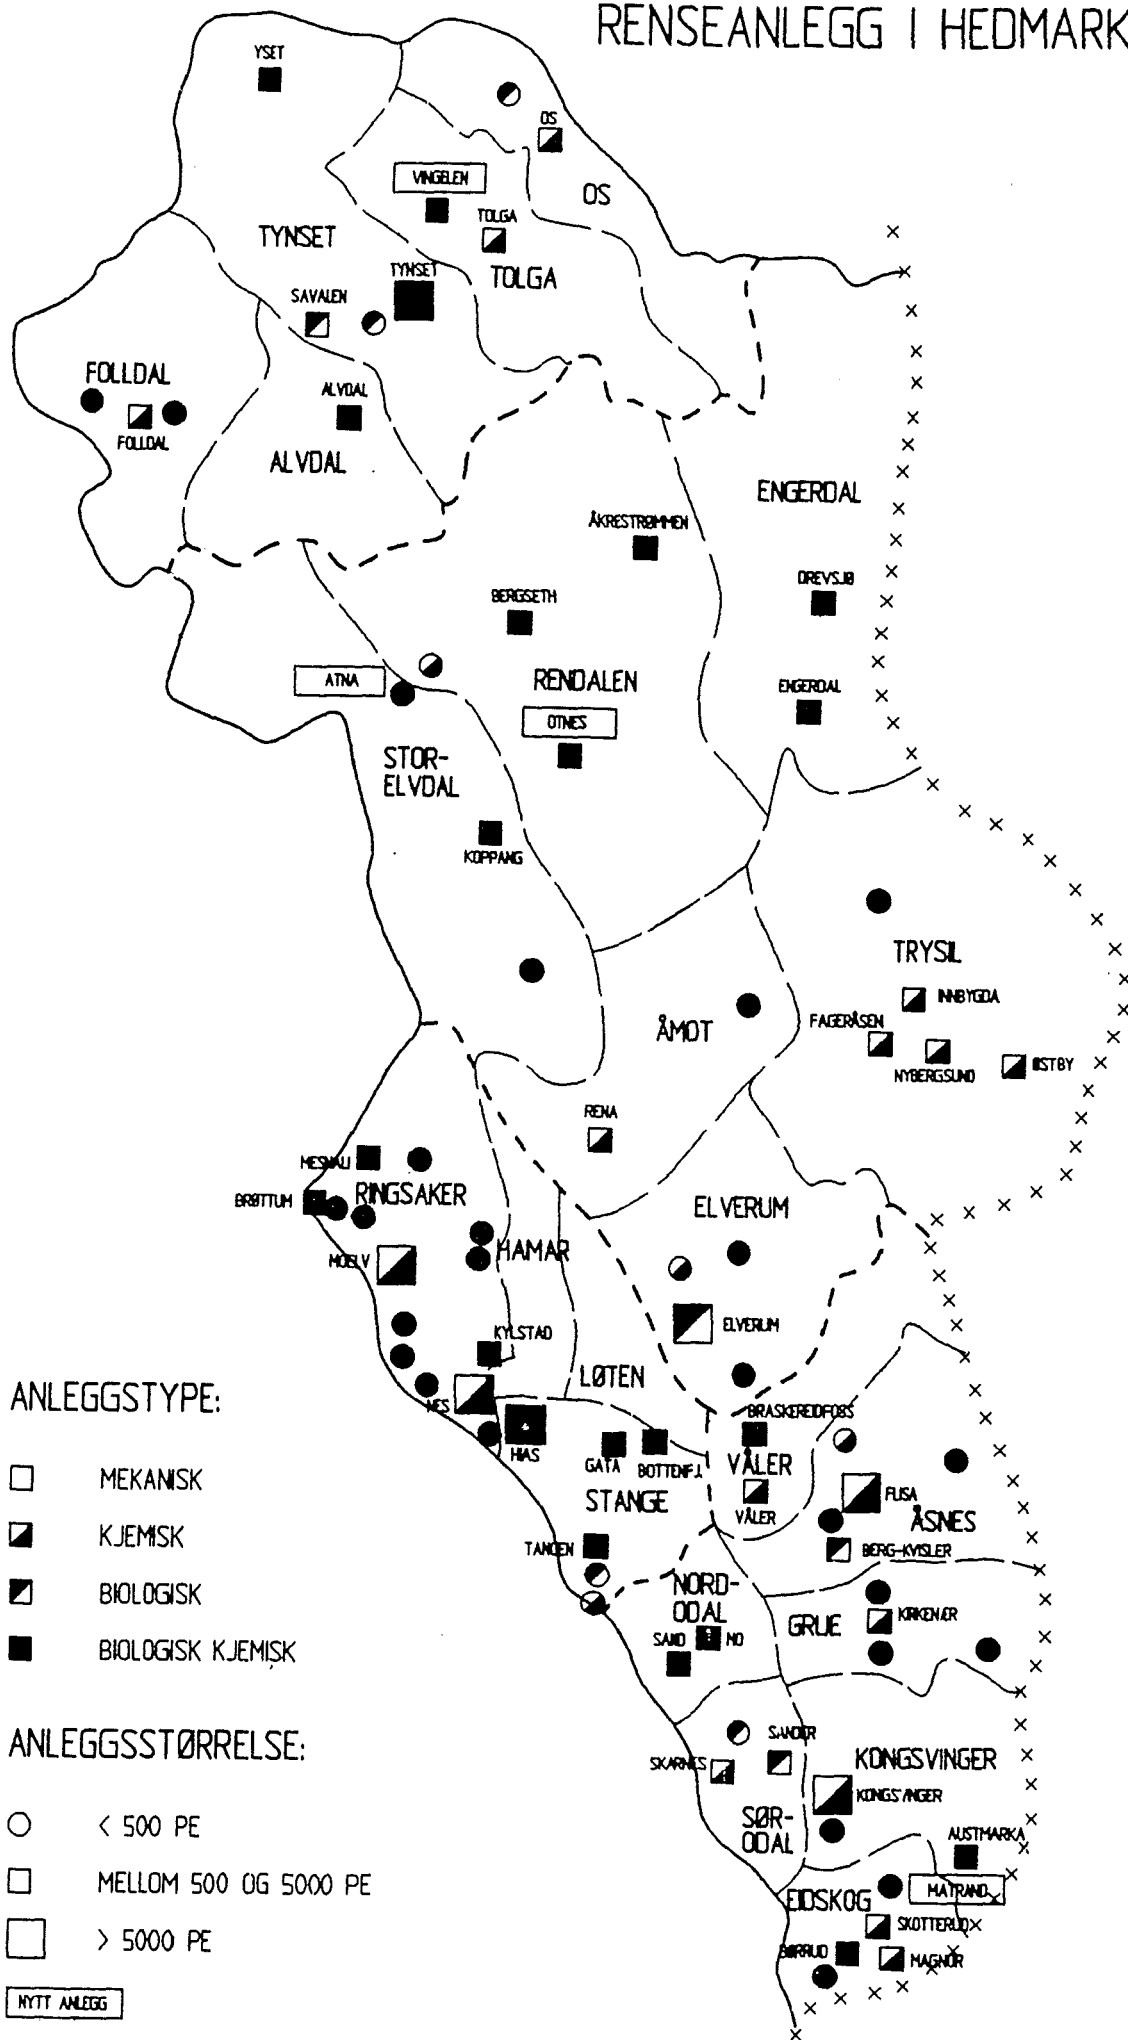 RENSEANLEGG I HEDMARK
YSET
OS
OS
VINGELEN
TOLGA
TYNSET
TYNSET
TOLGA
SAVALEN
FOLLDAL
FOLLDAL
ALVDAL
ALVDAL
ENGERDAL
ÅKRESTRØMMEN
DREVSJØ
BERGSETH
ATNA
RENDALEN
ENGERDAL
OTNES
STOR-
ELVDAL
KOPPANG
TRYSIL
INNBYGDA
FAGERÅSEN
ÅMOT
NYBERGSUND
ØSTBY
RENA
MESNALI
BRØTTUM
RINGSAKER
ELVERUM
HAMAR
MOELV
ELVERUM
KYLSTAD
LØTEN
NES
BRASKEREIDFOSS
HIAS
GATA
BOTTENFJ.
VÅLER
STANGE
VÅLER
FLISA
ÅSNES
TANGEN
BERG-KVISLER
NORD-
ODAL
GRUE
KIRKENÆR
SAND
MO
SKARNES
SANDER
KONGSVINGER
KONGSVINGER
SØR-
ODAL
AUSTMARKA
EIDSKOG
MATRAND
SKOTTERUD
BØRRUD
MAGNOR
ANLEGGSTYPE:
MEKANISK
KJEMISK
BIOLOGISK
BIOLOGISK KJEMISK
ANLEGGSSTØRRELSE:
< 500 PE
MELLOM 500 OG 5000 PE
> 5000 PE
NYTT ANLEGG